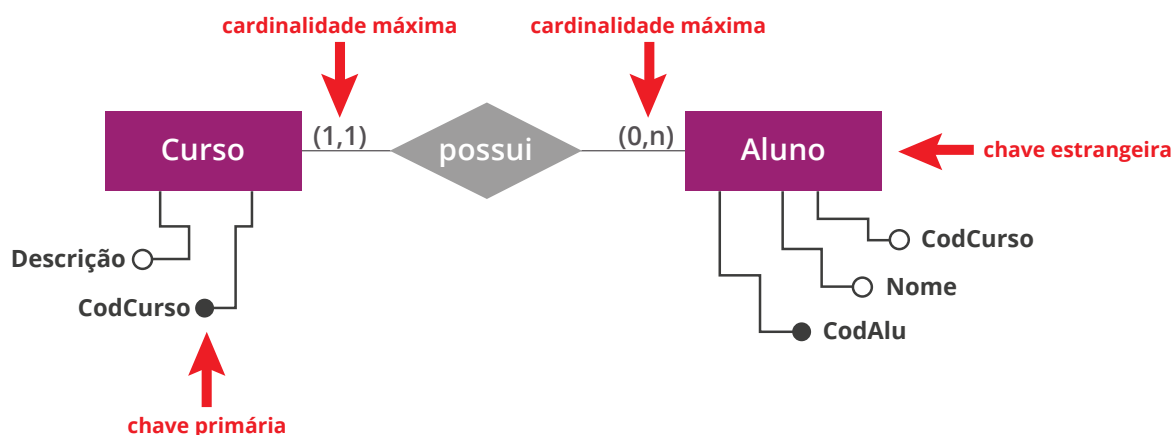 cardinalidade máxima
cardinalidade máxima
Curso
(1,1)
possui
(0,n)
Aluno
chave estrangeira
Descrição
CodCurso
CodCurso
Nome
CodAlu
chave primária